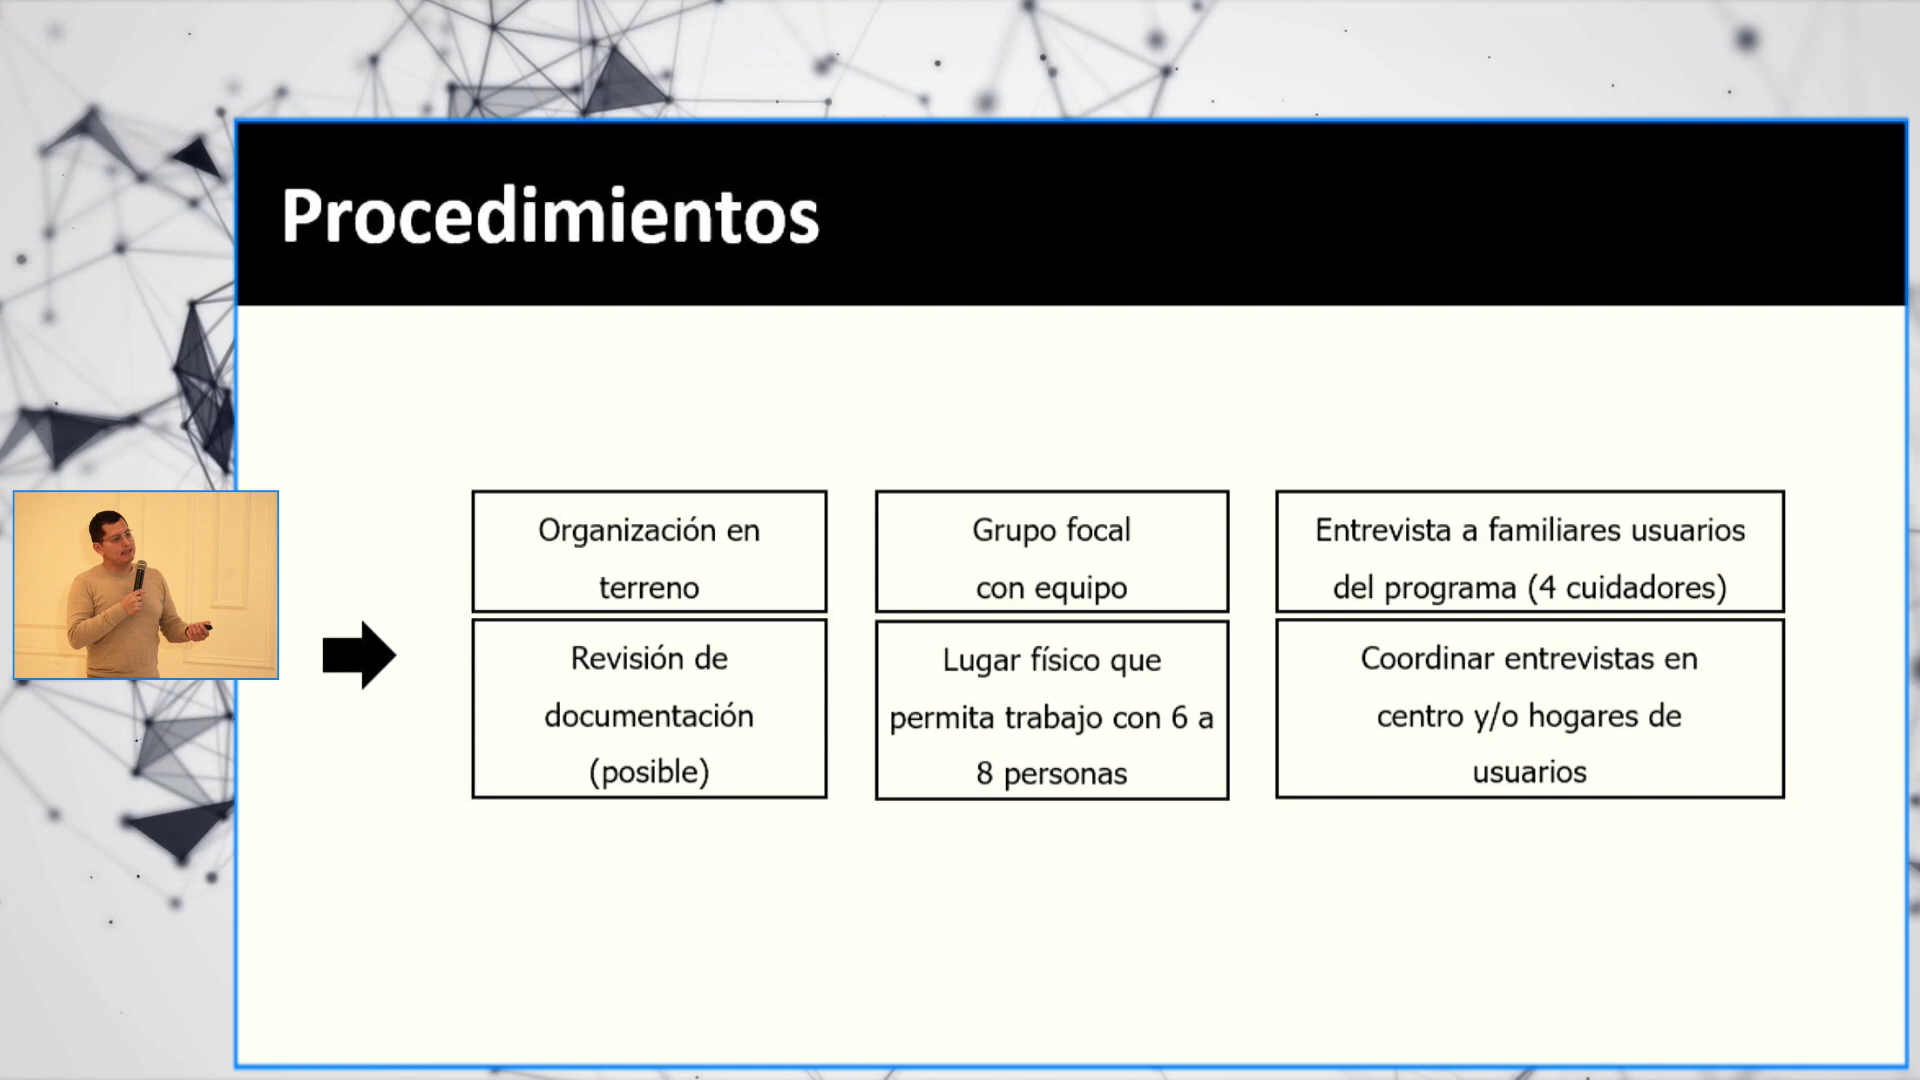 Procedimientos
Organización en
terreno
Revisión de
documentación
(posible)
Grupo focal
con equipo
Lugar físico que
permita trabajo con 6 a
8 personas
Entrevista a familiares usuarios
del programa (4 cuidadores)
Coordinar entrevistas en
centro y/o hogares de
usuarios